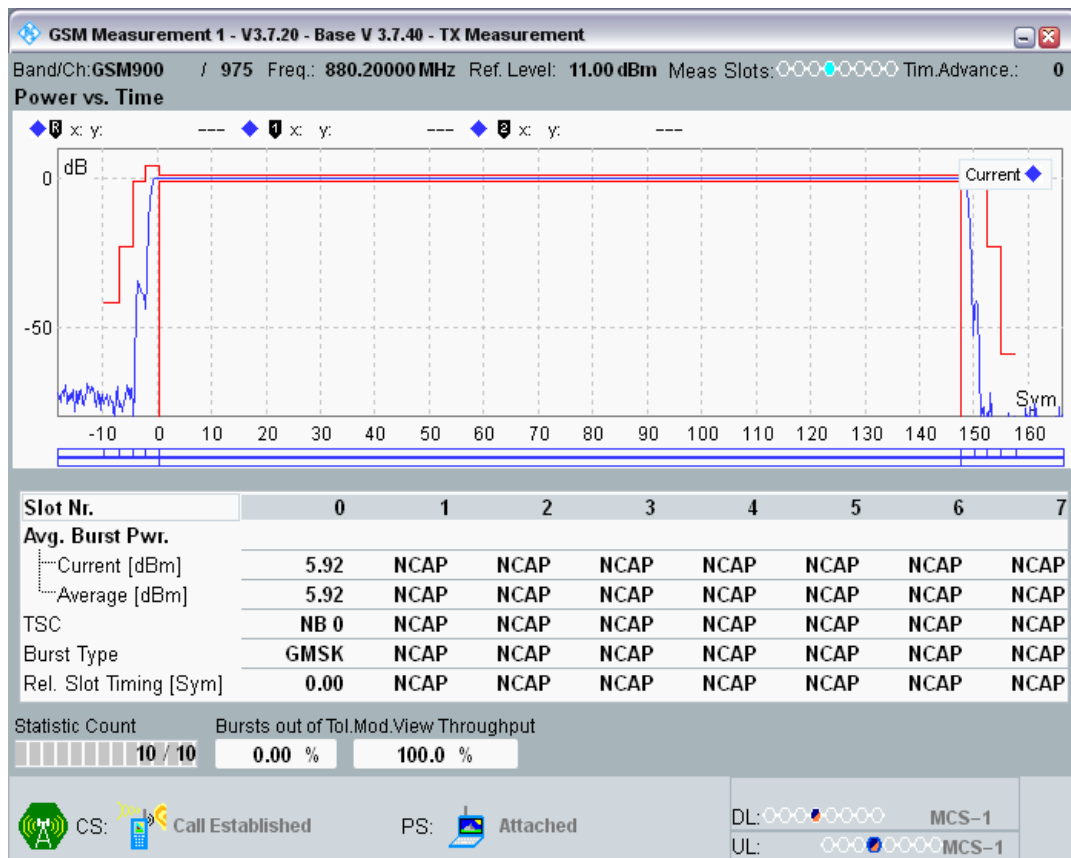 GSM Measurement 1 - V3.7.20 - Base V 3.7.40 - TX Measurement
Band/Ch:GSM900 / 975 Freq.: 880.20000 MHz Ref. Level: 11.00 dBm Meas Slots: Tim.Advance.: 0
Power vs. Time
R x: y: --- 1 x: y: --- 2 x: y: ---
dB
Current
0
-50
Sym
-10 0 10 20 30 40 50 60 70 80 90 100 110 120 130 140 150 160
Slot Nr. 0 1 2 3 4 5 6 7
Avg. Burst Pwr.
Current [dBm] 5.92 NCAP NCAP NCAP NCAP NCAP NCAP NCAP
Average [dBm] 5.92 NCAP NCAP NCAP NCAP NCAP NCAP NCAP
TSC NB 0 NCAP NCAP NCAP NCAP NCAP NCAP NCAP
Burst Type GMSK NCAP NCAP NCAP NCAP NCAP NCAP NCAP
Rel. Slot Timing [Sym] 0.00 NCAP NCAP NCAP NCAP NCAP NCAP NCAP
Statistic Count Bursts out of Tol.Mod.View Throughput
10 / 10 0.00 % 100.0 %
CS: Call Established PS: Attached DL: MCS-1
UL: MCS-1